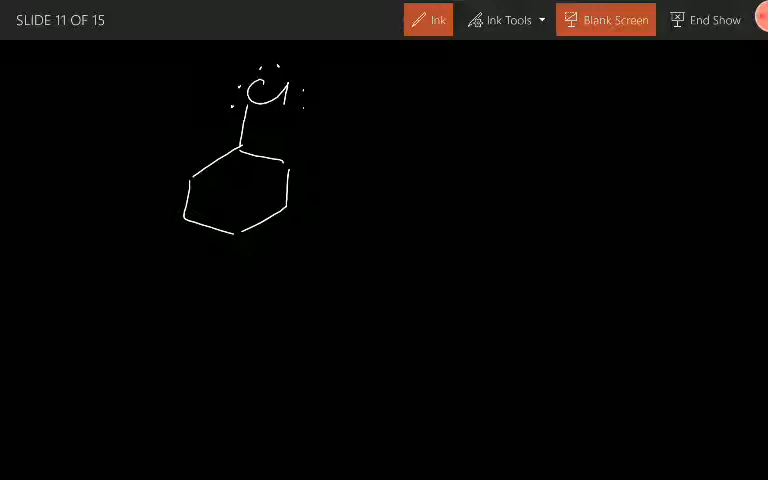 SLIDE 11 OF 15
Ink
Ink Tools
Blank Screen
End Show
Cl